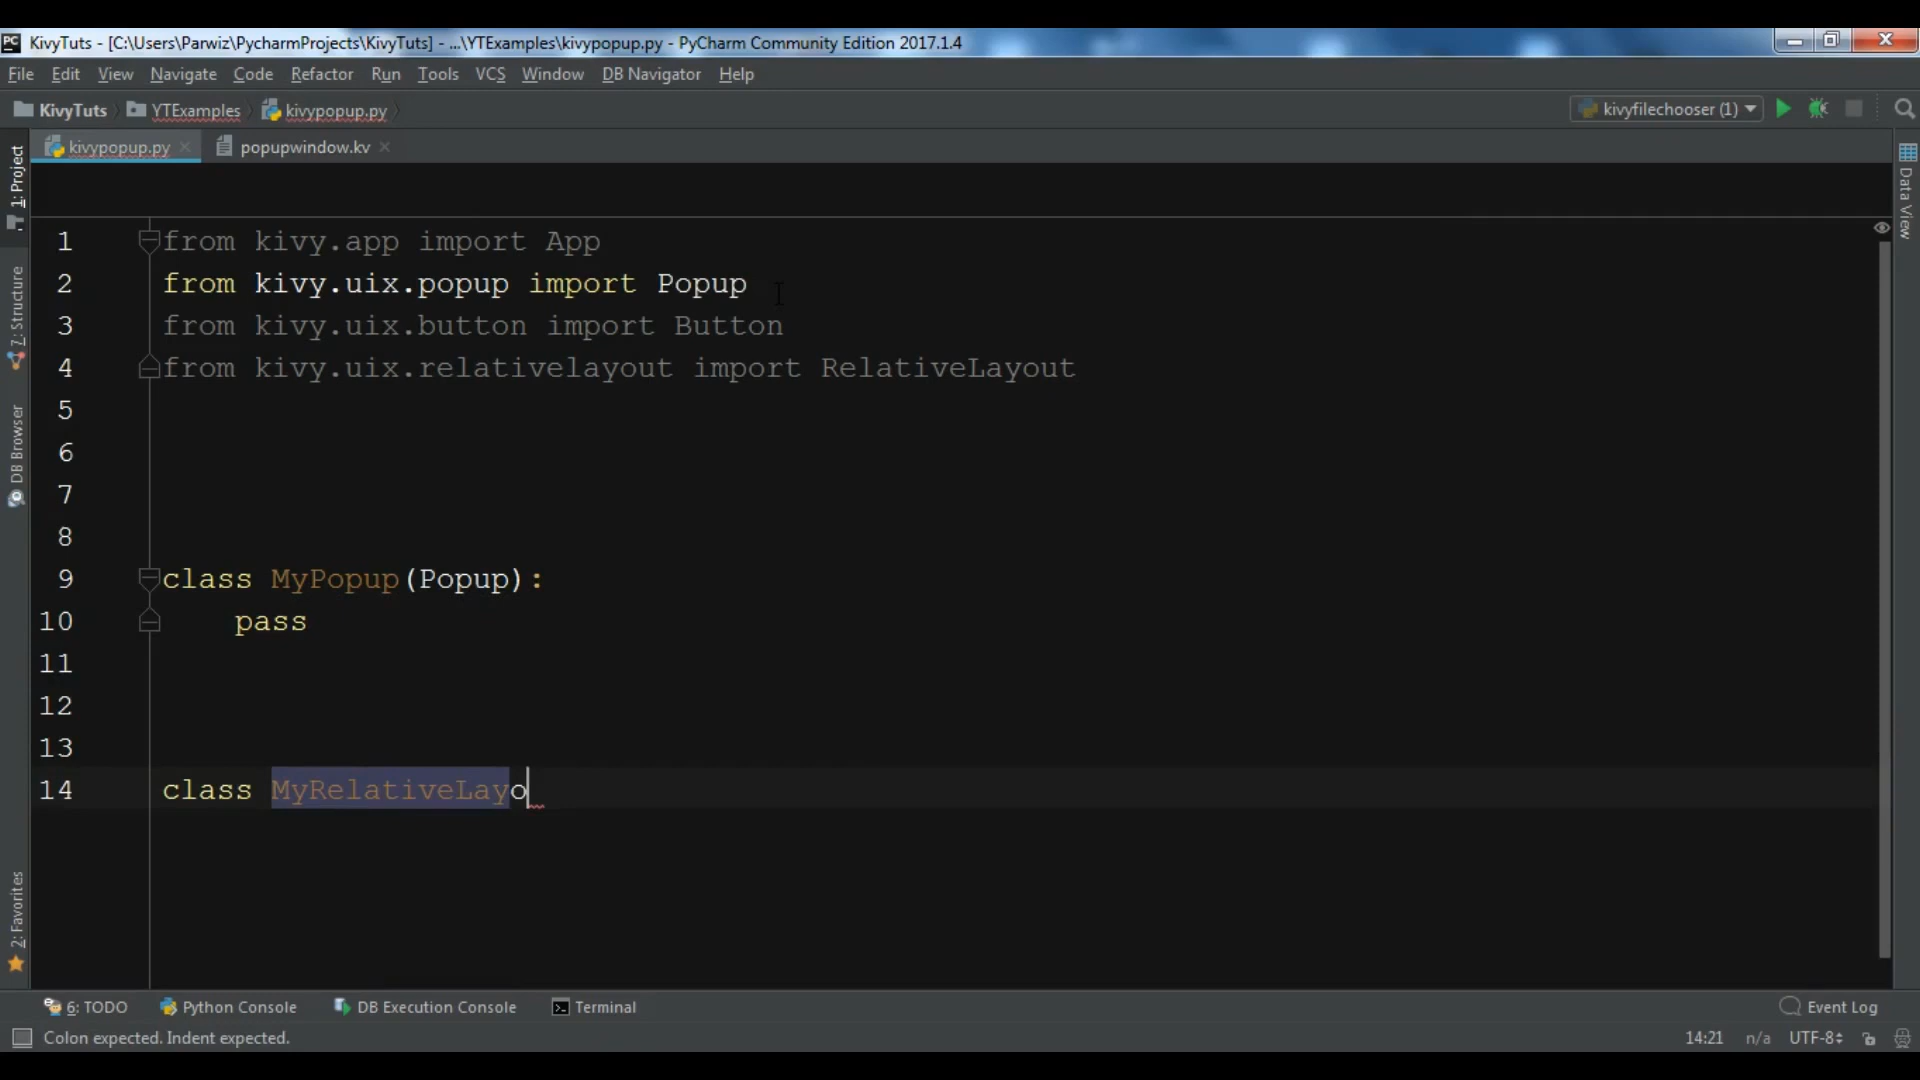 PC KivyTuts - [C:\Users\Parwiz\PycharmProjects\KivyTuts] - ...\YTExamples\kivypopup.py - PyCharm Community Edition 2017.1.4
File Edit View Navigate Code Refactor Run Tools VCS Window DB Navigator Help
KivyTuts YTExamples kivypopup.py kivyfilechooser (1)
kivypopup.py popupwindow.kv
1: Project
7: Structure
DB Browser
2: Favorites
Data View
1 from kivy.app import App
2 from kivy.uix.popup import Popup
3 from kivy.uix.button import Button
4 from kivy.uix.relativelayout import RelativeLayout
5
6
7
8
9 class MyPopup(Popup):
10 pass
11
12
13
14 class MyRelativeLayo
6: TODO Python Console DB Execution Console Terminal Event Log
Colon expected. Indent expected. 14:21 n/a UTF-8